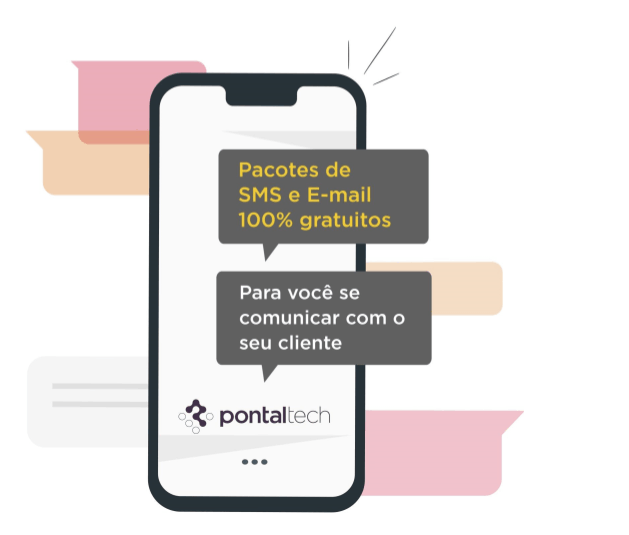 Pacotes de
SMS e E-mail
100% gratuitos
Para você se
comunicar com o
seu cliente
pontaltech